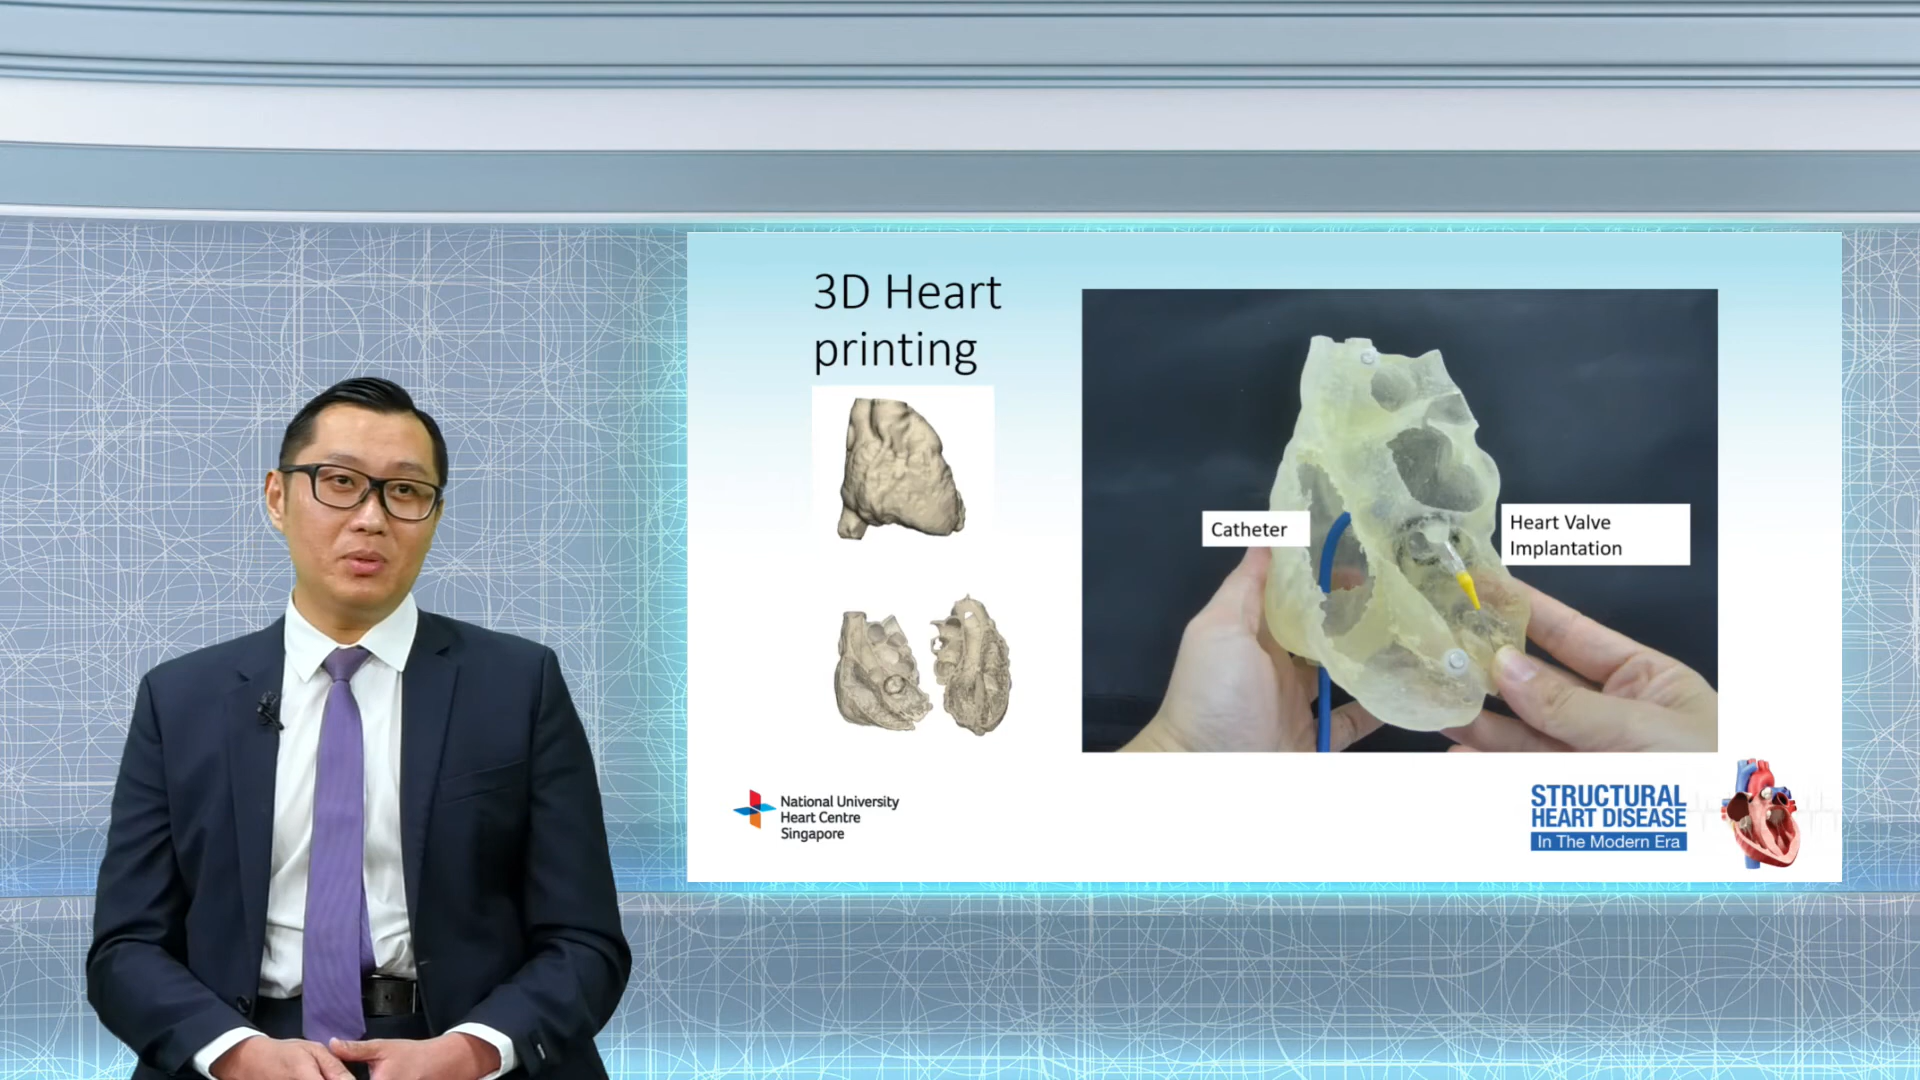 3D Heart
printing
Catheter
Heart Valve
Implantation
National University
Heart Centre
Singapore
STRUCTURAL
HEART DISEASE
In The Modern Era